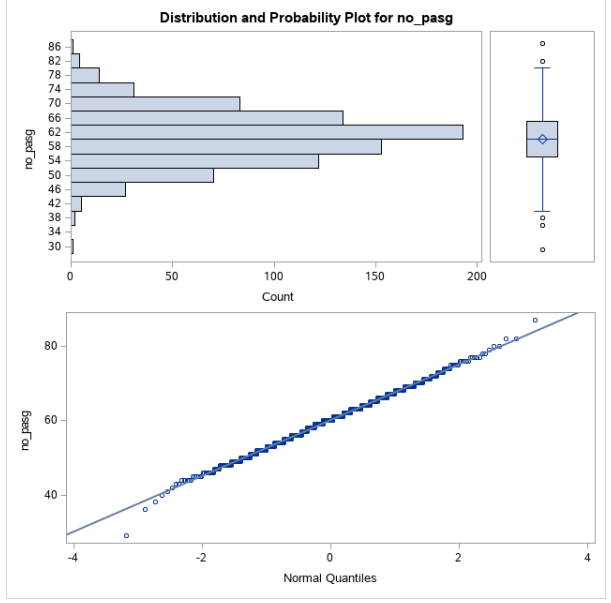 Distribution and Probability Plot for no_pasg
86
82
78
74
70
66
62
58
54
50
46
42
38
34
30
no_pasg
0 50 100 150 200
Count
80
60
40
no_pasg
-4 -2 0 2 4
Normal Quantiles